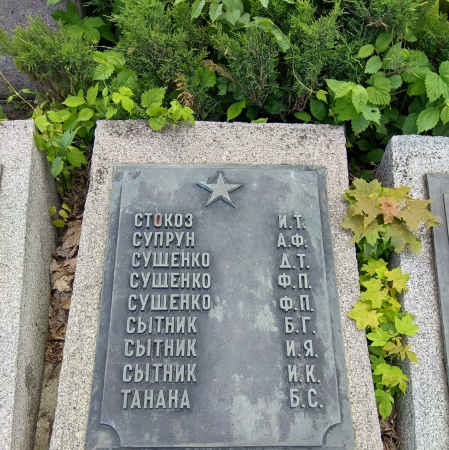 СТОКОЗ И.Т.
СУПРУН А.Ф.
СУЩЕНКО Д.Т.
СУЩЕНКО Ф.П.
СУЩЕНКО Ф.П.
СЫТНИК Б.Г.
СЫТНИК И.Я.
СЫТНИК И.К.
ТАНАНА Б.С.